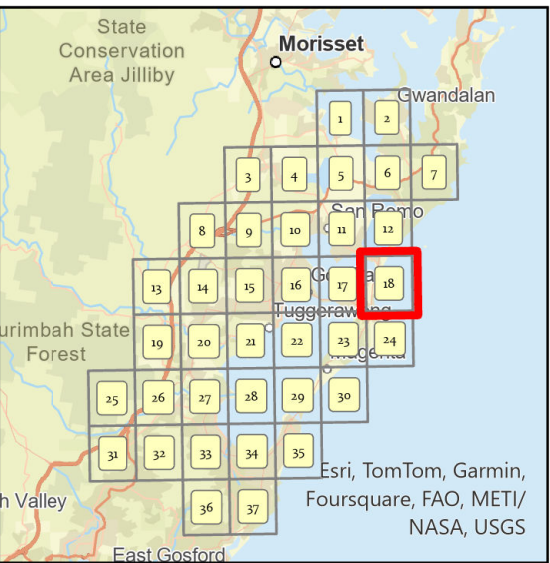 State
Conservation
Area Jilliby
Morisset
Gwandalan
1 2
3 4 5 6 7
San Remo
8 9 10 11 12
13 14 15 16 17 18
Tuggerawong
urimbah State
Forest
19 20 21 22 23 24
Magenta
25 26 27 28 29 30
31 32 33 34 35
Esri, TomTom, Garmin,
Foursquare, FAO, METI/
NASA, USGS
h Valley
36 37
East Gosford